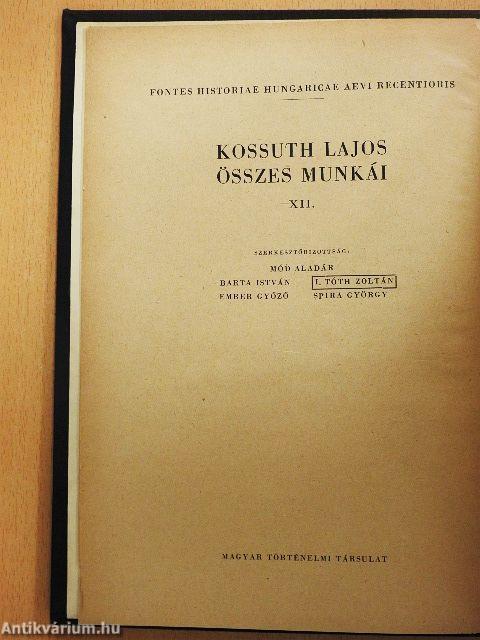 FONTES HISTORIAE HUNGARICAE AEVI RECENTIORIS
KOSSUTH LAJOS
ÖSSZES MUNKÁI
XII.
SZERKESZTŐBIZOTTSÁG:
MÓD ALADÁR
BARTA ISTVÁN I. TÓTH ZOLTÁN
EMBER GYŐZŐ SPIRA GYÖRGY
MAGYAR TÖRTÉNELMI TÁRSULAT
Antikvárium.hu